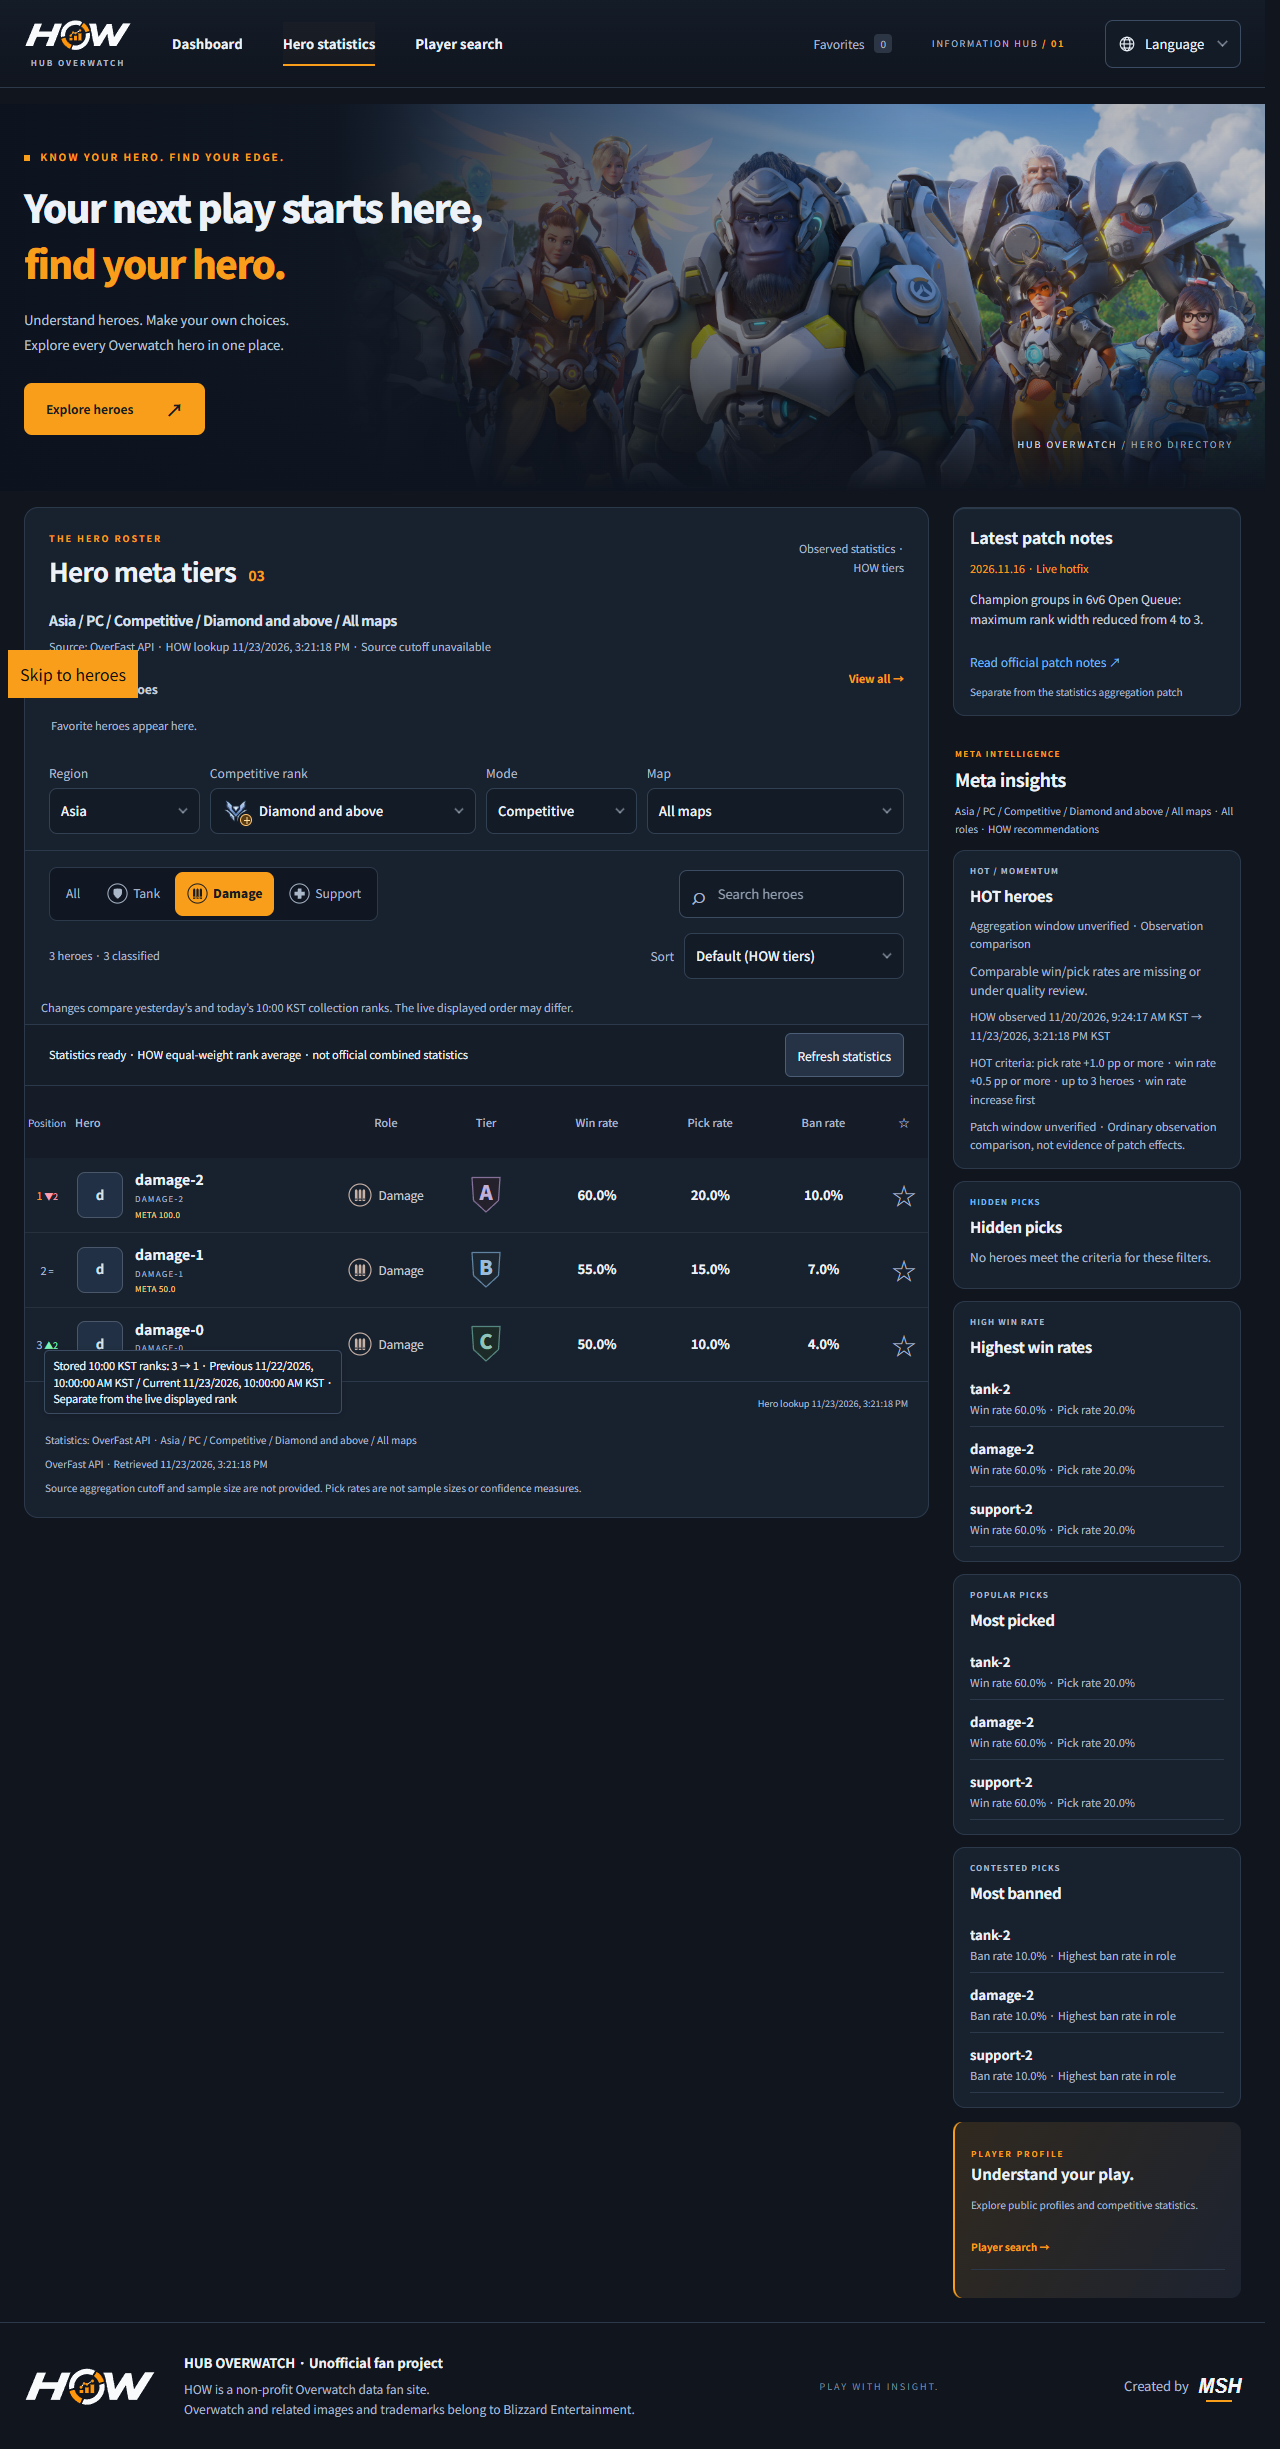 HOW
HUB OVERWATCH
Dashboard
Hero statistics
Player search
Favorites 0
INFORMATION HUB / 01
Language
KNOW YOUR HERO. FIND YOUR EDGE.
Your next play starts here,
find your hero.
Understand heroes. Make your own choices.
Explore every Overwatch hero in one place.
Explore heroes ↗
HUB OVERWATCH / HERO DIRECTORY
THE HERO ROSTER
Hero meta tiers 03
Observed statistics ·
HOW tiers
Asia / PC / Competitive / Diamond and above / All maps
Source: OverFast API · HOW lookup 11/23/2026, 3:21:18 PM · Source cutoff unavailable
Skip to heroes
oes
View all →
Favorite heroes appear here.
Region
Competitive rank
Mode
Map
Asia
Diamond and above
Competitive
All maps
All
Tank
Damage
Support
Search heroes
3 heroes · 3 classified
Sort
Default (HOW tiers)
Changes compare yesterday's and today's 10:00 KST collection ranks. The live displayed order may differ.
Statistics ready · HOW equal-weight rank average · not official combined statistics
Refresh statistics
Position Hero Role Tier Win rate Pick rate Ban rate ☆
1 ▼2 d damage-2 Damage A 60.0% 20.0% 10.0% ☆
DAMAGE-2
META 100.0
2 = d damage-1 Damage B 55.0% 15.0% 7.0% ☆
DAMAGE-1
META 50.0
3 ▲2 d damage-0 Damage C 50.0% 10.0% 4.0% ☆
DAMAGE-0
Stored 10:00 KST ranks: 3 → 1 · Previous 11/22/2026,
10:00:00 AM KST / Current 11/23/2026, 10:00:00 AM KST ·
Separate from the live displayed rank
Hero lookup 11/23/2026, 3:21:18 PM
Statistics: OverFast API · Asia / PC / Competitive / Diamond and above / All maps
OverFast API · Retrieved 11/23/2026, 3:21:18 PM
Source aggregation cutoff and sample size are not provided. Pick rates are not sample sizes or confidence measures.
Latest patch notes
2026.11.16 · Live hotfix
Champion groups in 6v6 Open Queue:
maximum rank width reduced from 4 to 3.
Read official patch notes ↗
Separate from the statistics aggregation patch
META INTELLIGENCE
Meta insights
Asia / PC / Competitive / Diamond and above / All maps · All
roles · HOW recommendations
HOT / MOMENTUM
HOT heroes
Aggregation window unverified · Observation
comparison
Comparable win/pick rates are missing or
under quality review.
HOW observed 11/20/2026, 9:24:17 AM KST →
11/23/2026, 3:21:18 PM KST
HOT criteria: pick rate +1.0 pp or more · win rate
+0.5 pp or more · up to 3 heroes · win rate
increase first
Patch window unverified · Ordinary observation
comparison, not evidence of patch effects.
HIDDEN PICKS
Hidden picks
No heroes meet the criteria for these filters.
HIGH WIN RATE
Highest win rates
tank-2
Win rate 60.0% · Pick rate 20.0%
damage-2
Win rate 60.0% · Pick rate 20.0%
support-2
Win rate 60.0% · Pick rate 20.0%
POPULAR PICKS
Most picked
tank-2
Win rate 60.0% · Pick rate 20.0%
damage-2
Win rate 60.0% · Pick rate 20.0%
support-2
Win rate 60.0% · Pick rate 20.0%
CONTESTED PICKS
Most banned
tank-2
Ban rate 10.0% · Highest ban rate in role
damage-2
Ban rate 10.0% · Highest ban rate in role
support-2
Ban rate 10.0% · Highest ban rate in role
PLAYER PROFILE
Understand your play.
Explore public profiles and competitive statistics.
Player search →
HOW
HUB OVERWATCH · Unofficial fan project
HOW is a non-profit Overwatch data fan site.
Overwatch and related images and trademarks belong to Blizzard Entertainment.
PLAY WITH INSIGHT.
Created by MSH